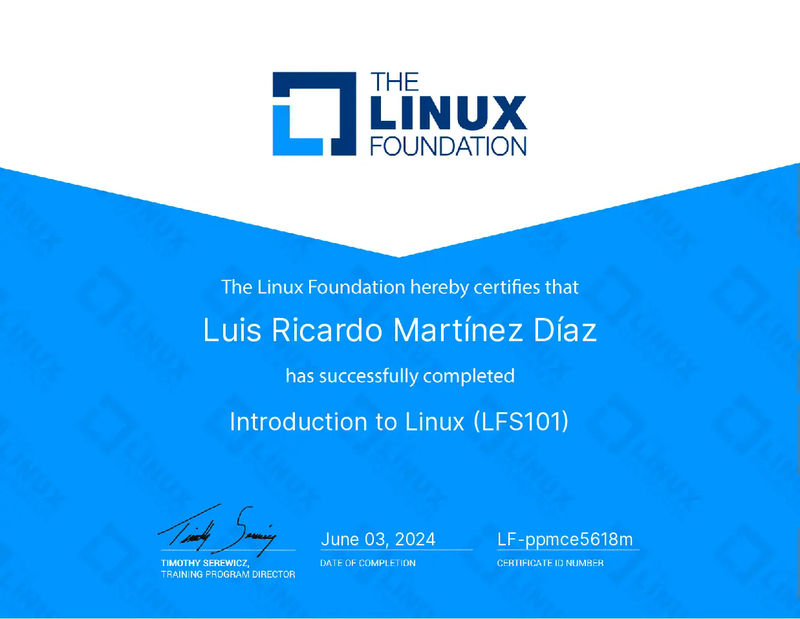 THE
LINUX
FOUNDATION
The Linux Foundation hereby certifies that
Luis Ricardo Martínez Díaz
has successfully completed
Introduction to Linux (LFS101)
June 03, 2024
LF-ppmce5618m
TIMOTHY SEREWICZ,
TRAINING PROGRAM DIRECTOR
DATE OF COMPLETION
CERTIFICATE ID NUMBER